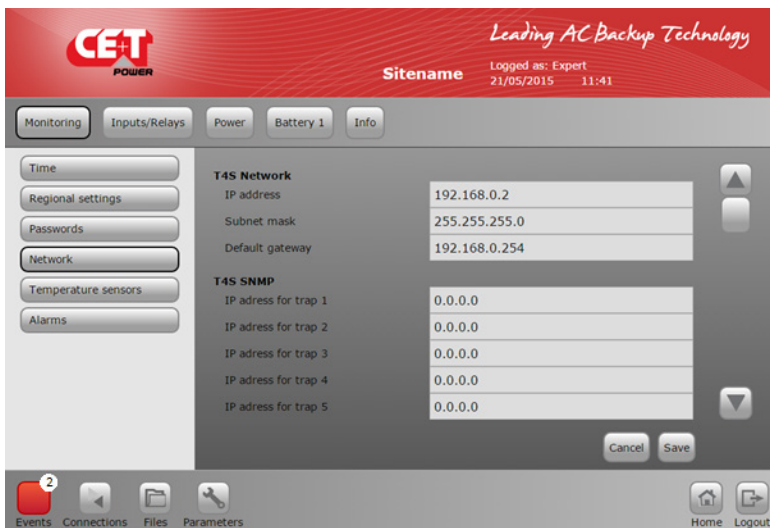 CE+T
POWER
Leading AC Backup Technology
Sitename
Logged as: Expert
21/05/2015 11:41
Monitoring Inputs/Relays Power Battery 1 Info
Time
Regional settings
Passwords
Network
Temperature sensors
Alarms
T4S Network
IP address 192.168.0.2
Subnet mask 255.255.255.0
Default gateway 192.168.0.254
T4S SNMP
IP adress for trap 1 0.0.0.0
IP adress for trap 2 0.0.0.0
IP adress for trap 3 0.0.0.0
IP adress for trap 4 0.0.0.0
IP adress for trap 5 0.0.0.0
Cancel Save
2
Events Connections Files Parameters Home Logout